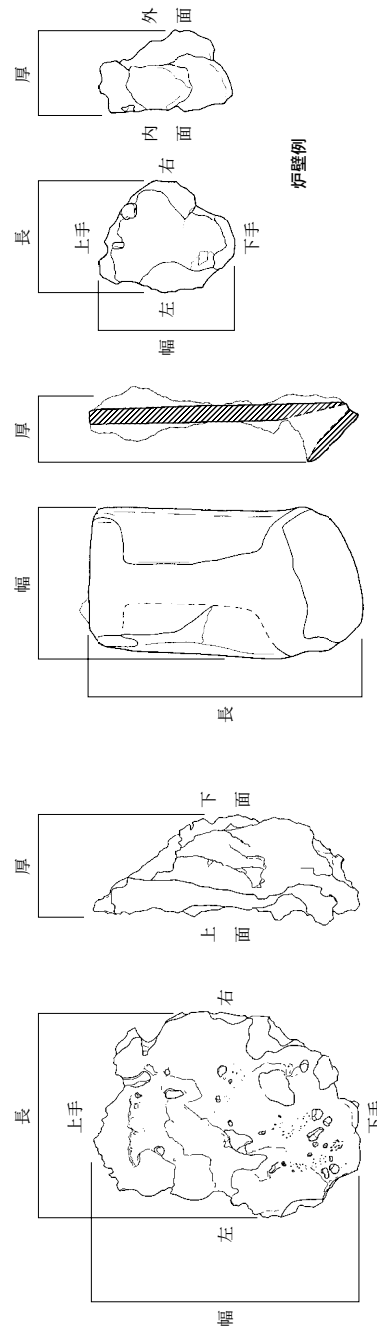 厚
外面
内面
長
上手
右
左
下手
幅
炉壁例
厚
幅
長
厚
下面
上面
長
上手
右
左
下手
幅